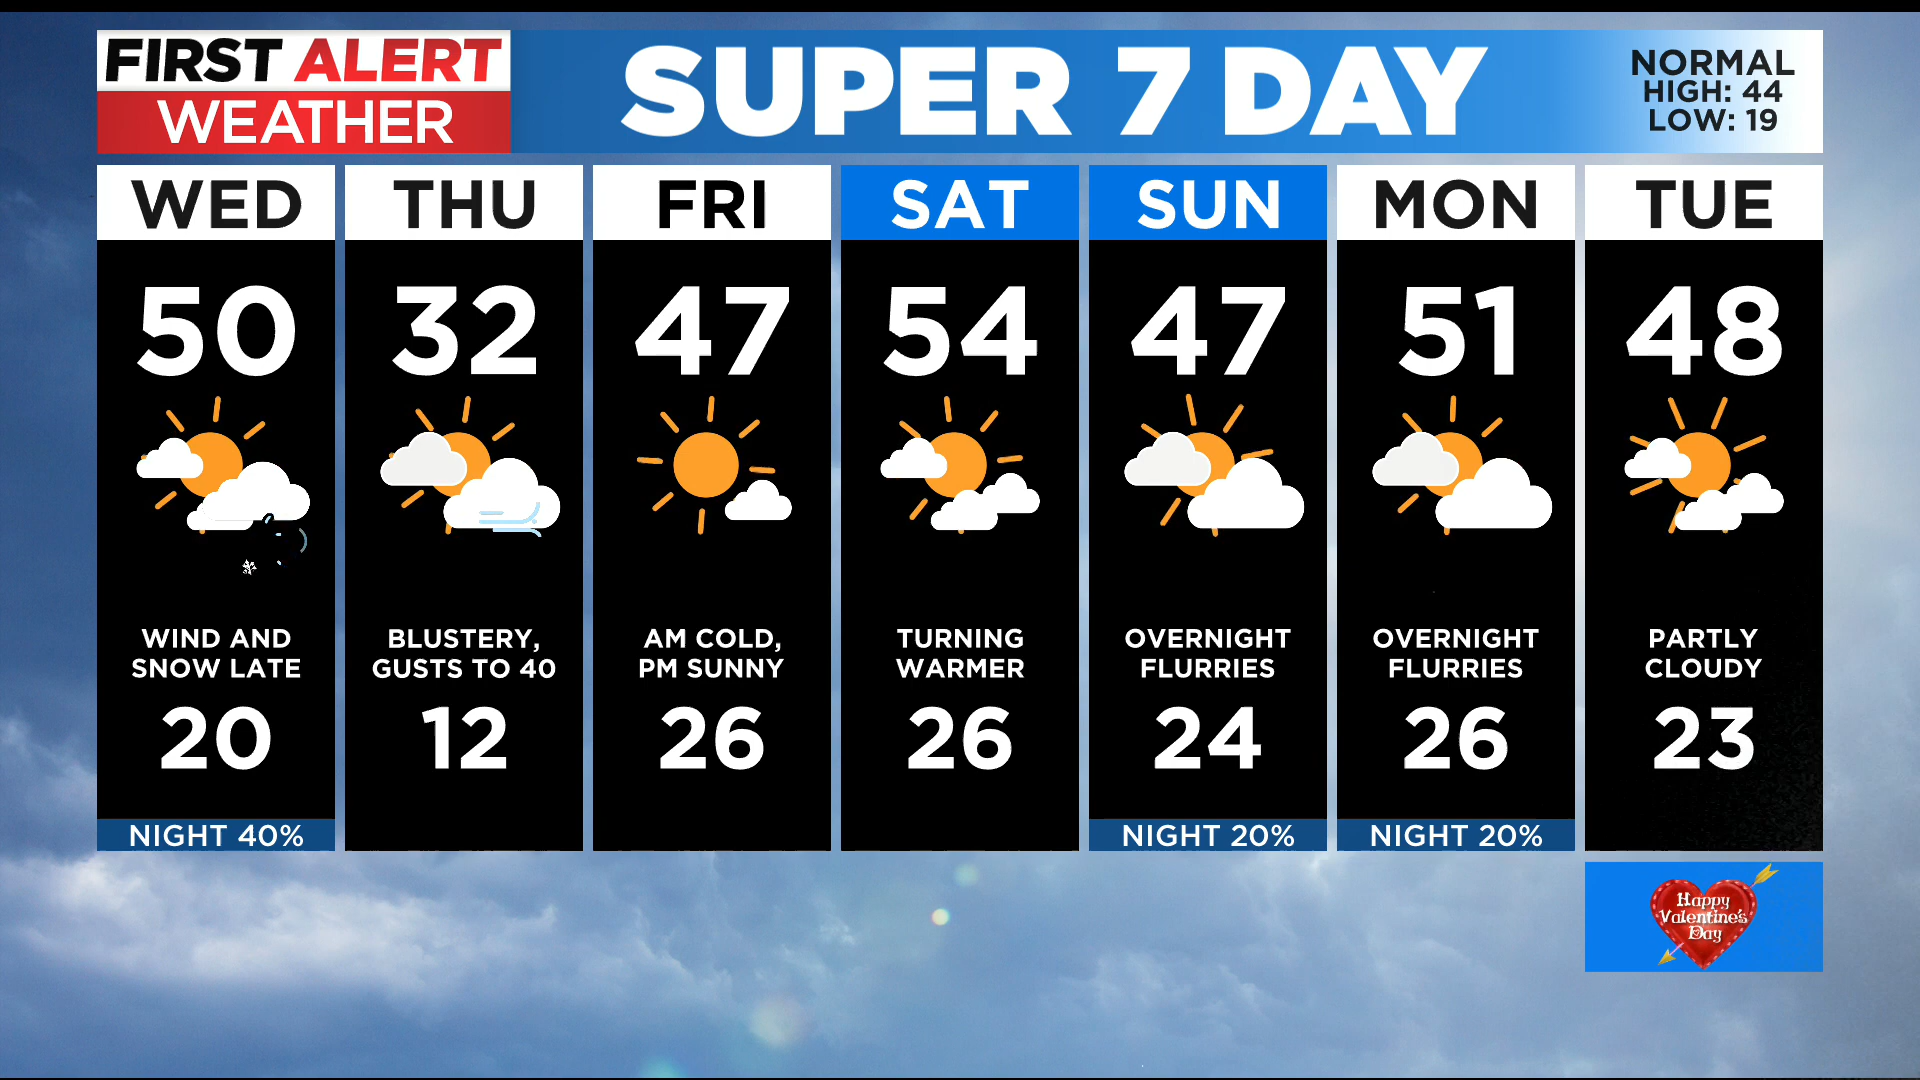 FIRST ALERT
WEATHER
SUPER 7 DAY
NORMAL
HIGH: 44
LOW: 19
WED
50
WIND AND
SNOW LATE
20
NIGHT 40%
THU
32
BLUSTERY,
GUSTS TO 40
12
FRI
47
AM COLD,
PM SUNNY
26
SAT
54
TURNING
WARMER
26
SUN
47
OVERNIGHT
FLURRIES
24
NIGHT 20%
MON
51
OVERNIGHT
FLURRIES
26
NIGHT 20%
TUE
48
PARTLY
CLOUDY
23
Happy
Valentine's
Day